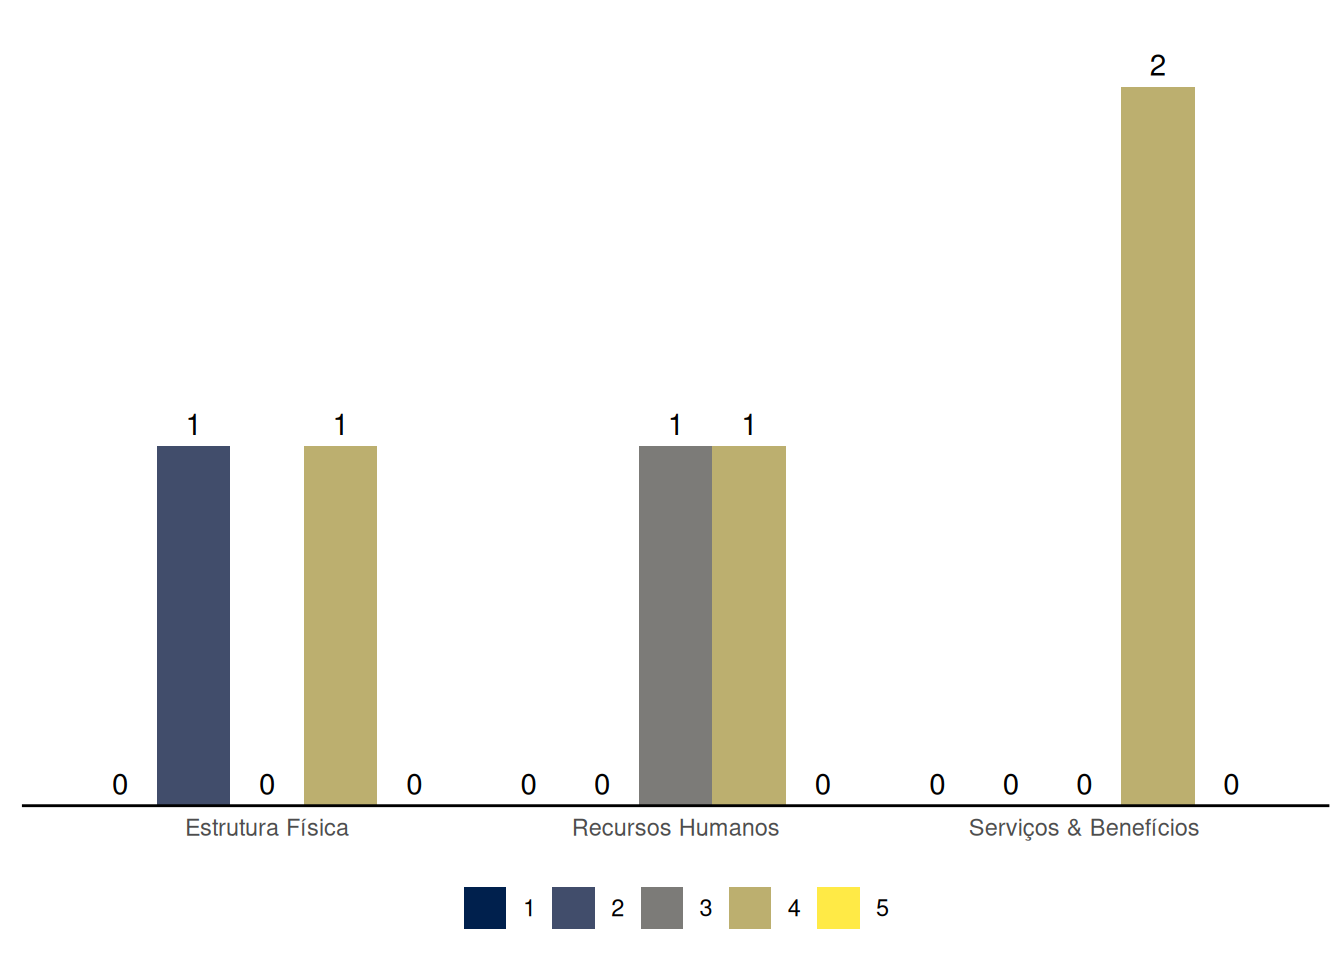 2
1 1 1 1
0 0 0 0 0 0 0 0 0 0 0
Estrutura Física Recursos Humanos Serviços & Benefícios
1 2 3 4 5